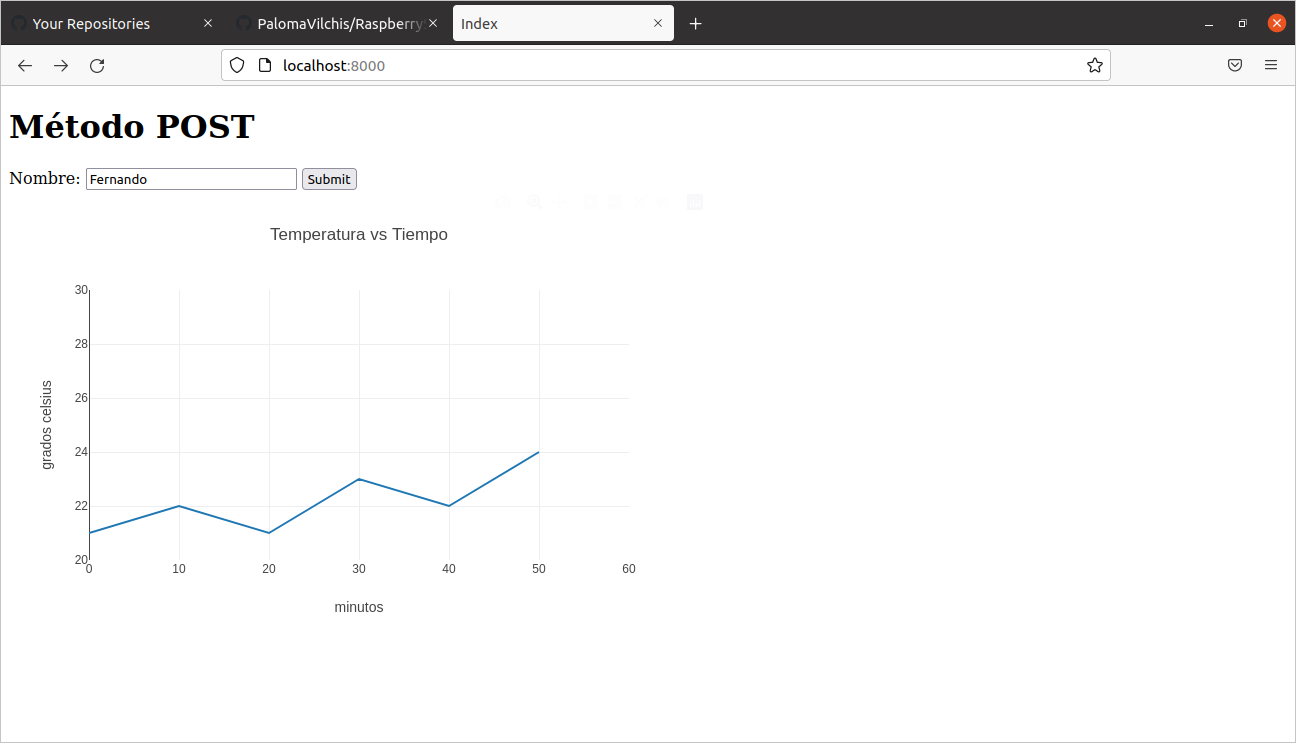 Your Repositories
PalomaVilchis/Raspberry
Index
localhost:8000
Método POST
Nombre: Fernando Submit
Temperatura vs Tiempo
30
28
26
24
22
20
grados celsius
0 10 20 30 40 50 60
minutos